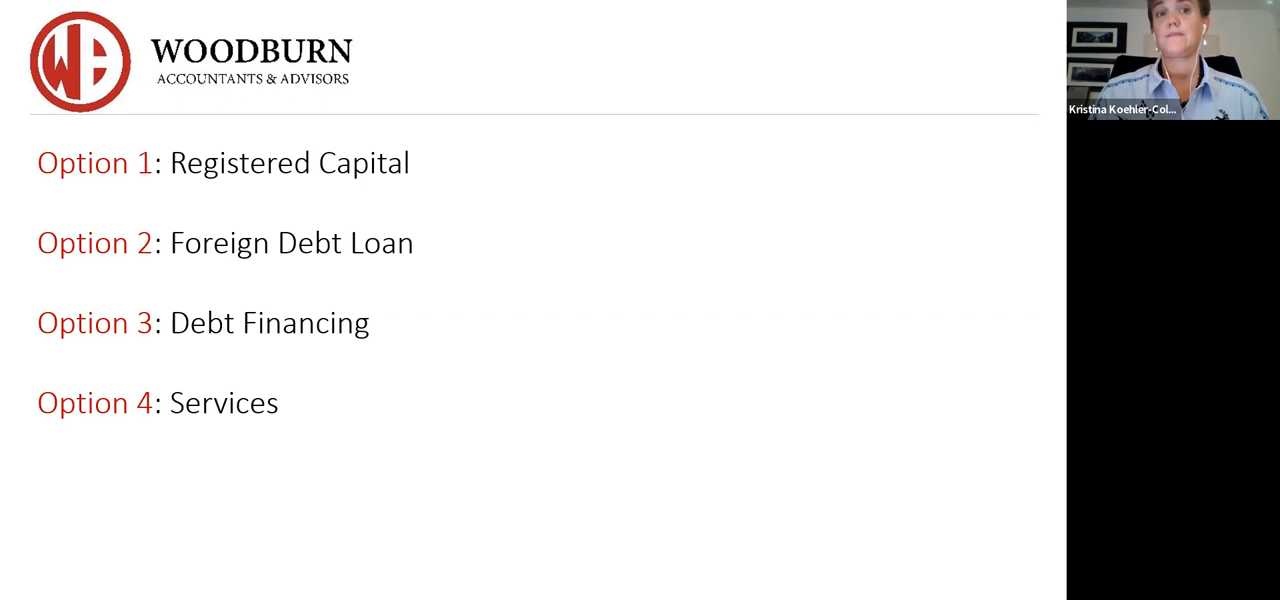 WOODBURN
ACCOUNTANTS & ADVISORS
Option 1: Registered Capital
Option 2: Foreign Debt Loan
Option 3: Debt Financing
Option 4: Services
Kristina Koehler-Col...